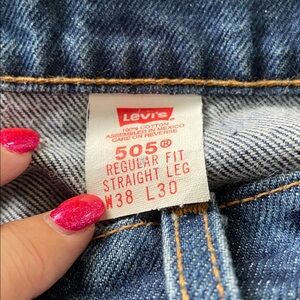 Levi's
100% COTTON
ASSEMBLED IN MEXICO
CARE ON REVERSE
505®
REGULAR FIT
STRAIGHT LEG
W38 L30